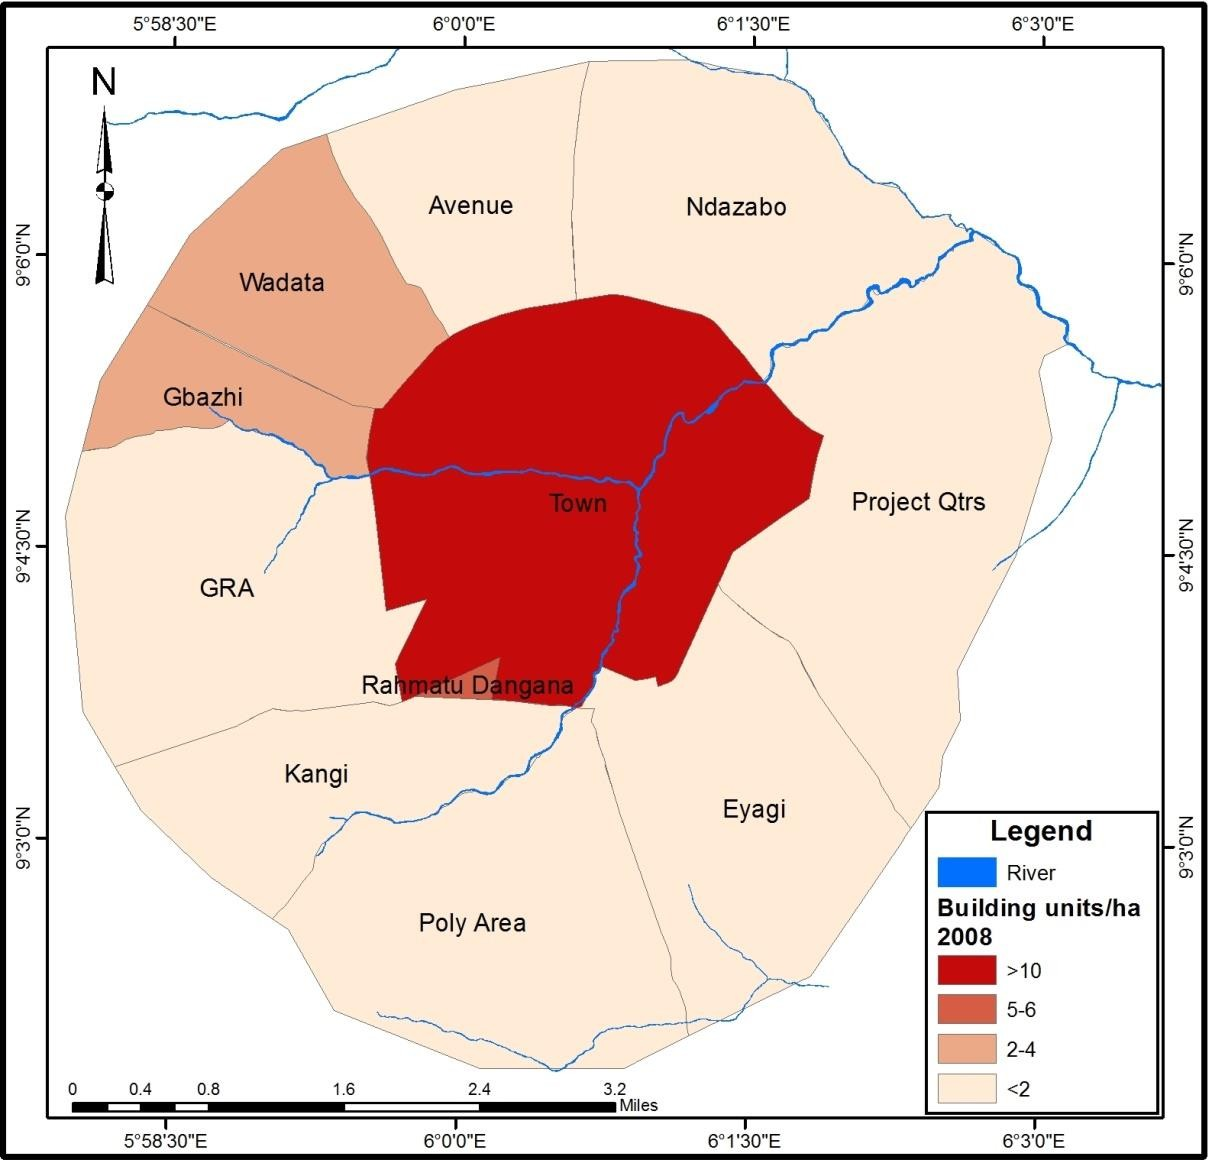 5°58'30"E
6°0'0"E
6°1'30"E
6°3'0"E
N
Avenue
Ndazabo
9°6'0"N
9°6'0"N
Wadata
Gbazhi
Town
Project Qtrs
9°4'30"N
9°4'30"N
GRA
Rahmatu Dangana
Kangi
Eyagi
9°3'0"N
9°3'0"N
Legend
River
Building units/ha
2008
>10
5-6
2-4
<2
Poly Area
0 0.4 0.8 1.6 2.4 3.2
Miles
5°58'30"E
6°0'0"E
6°1'30"E
6°3'0"E